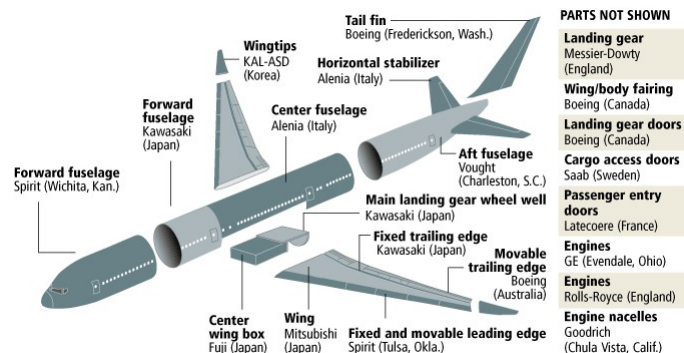 Tail fin
Boeing (Frederickson, Wash.)
Wingtips
KAL-ASD
(Korea)
Horizontal stabilizer
Alenia (Italy)
Forward
fuselage
Kawasaki
(Japan)
Center fuselage
Alenia (Italy)
Aft fuselage
Vought
(Charleston, S.C.)
Forward fuselage
Spirit (Wichita, Kan.)
Main landing gear wheel well
Kawasaki (Japan)
Fixed trailing edge
Kawasaki (Japan)
Movable
trailing edge
Boeing
(Australia)
Center
wing box
Fuji (Japan)
Wing
Mitsubishi
(Japan)
Fixed and movable leading edge
Spirit (Tulsa, Okla.)
PARTS NOT SHOWN
Landing gear
Messier-Dowty
(England)
Wing/body fairing
Boeing (Canada)
Landing gear doors
Boeing (Canada)
Cargo access doors
Saab (Sweden)
Passenger entry
doors
Latecoere (France)
Engines
GE (Evendale, Ohio)
Engines
Rolls-Royce (England)
Engine nacelles
Goodrich
(Chula Vista, Calif.)